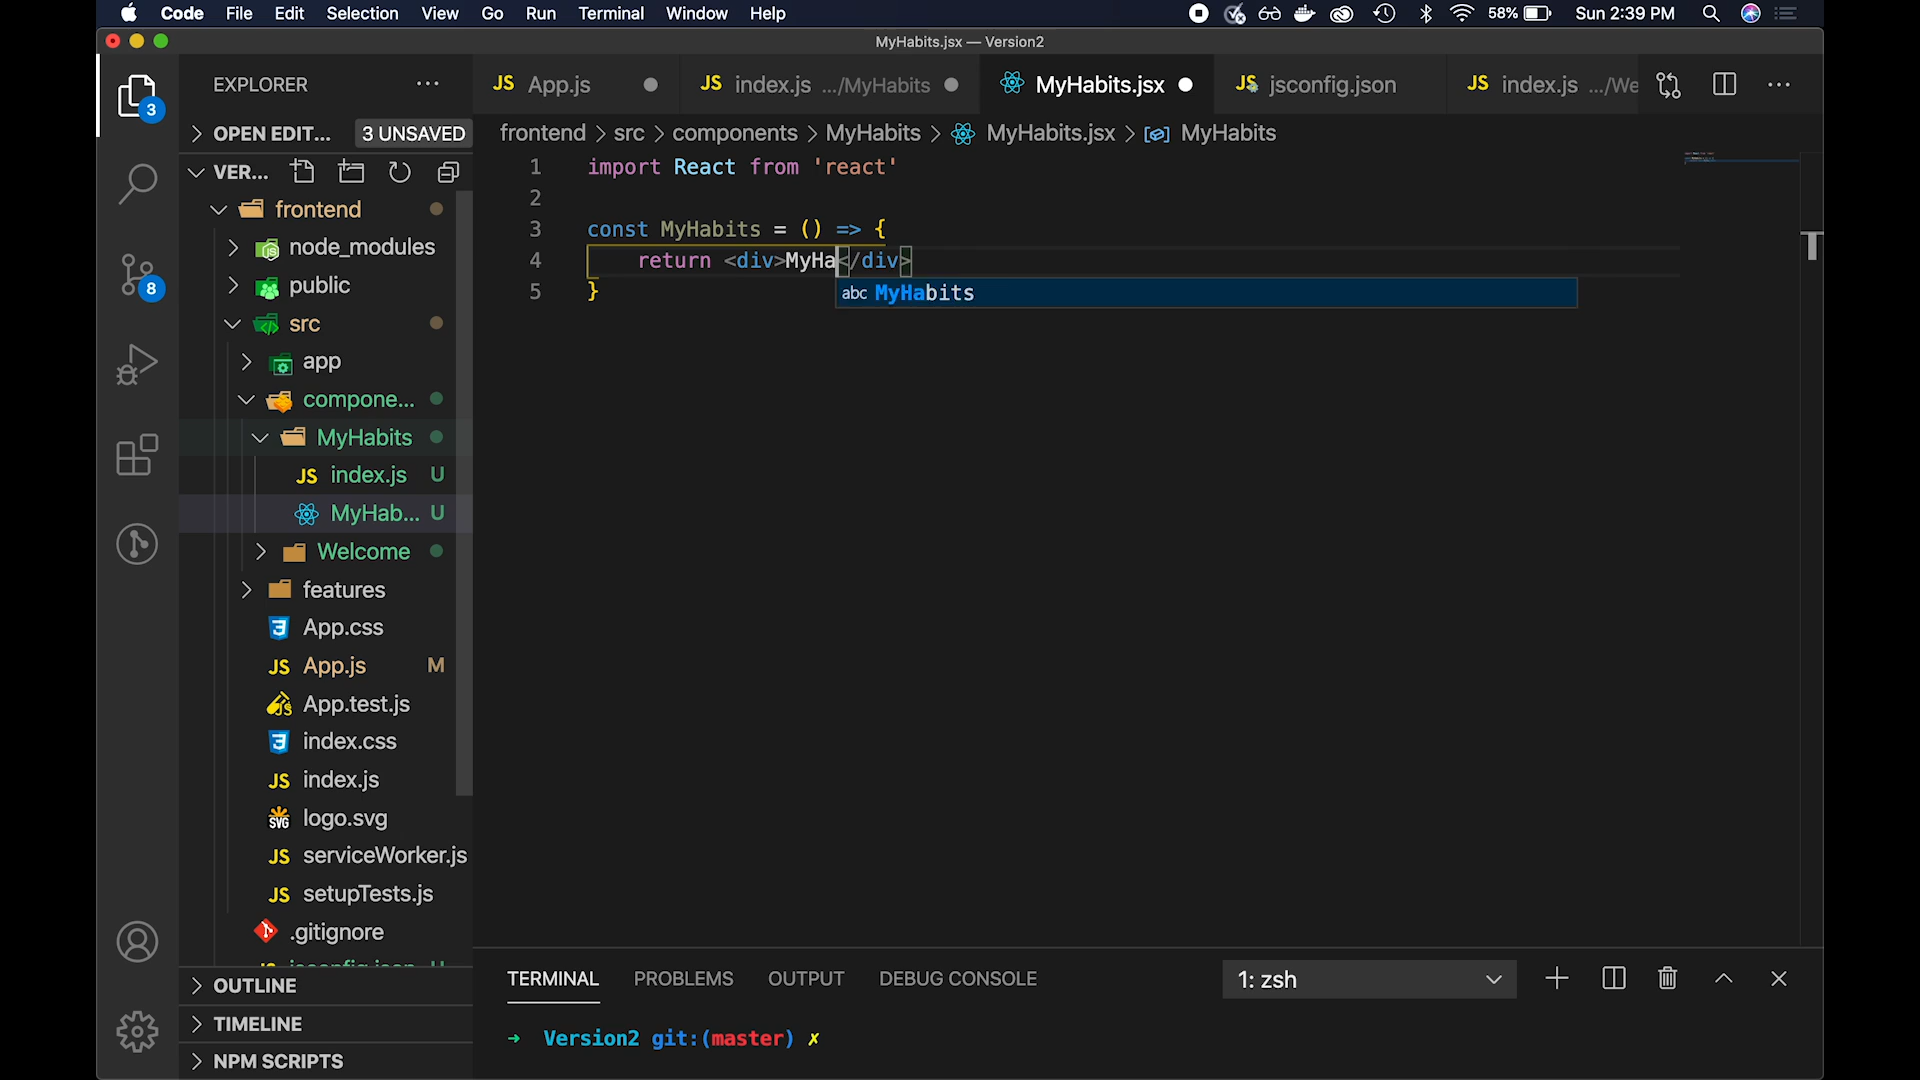 Code File Edit Selection View Go Run Terminal Window Help 58% Sun 2:39 PM
MyHabits.jsx — Version2
EXPLORER
JS App.js JS index.js .../MyHabits MyHabits.jsx JS jsconfig.json JS index.js .../We
OPEN EDIT... 3 UNSAVED
frontend > src > components > MyHabits > MyHabits.jsx > MyHabits
VER...
frontend
node_modules
public
src
app
compone...
MyHabits
JS index.js U
MyHab... U
Welcome
features
App.css
JS App.js M
App.test.js
index.css
JS index.js
logo.svg
JS serviceWorker.js
JS setupTests.js
.gitignore
OUTLINE
TIMELINE
NPM SCRIPTS
3
8
1 import React from 'react'
2
3 const MyHabits = () => {
4 return <div>MyHa</div>
5 }
abc MyHabits
TERMINAL PROBLEMS OUTPUT DEBUG CONSOLE 1: zsh
→ Version2 git:(master) ✗